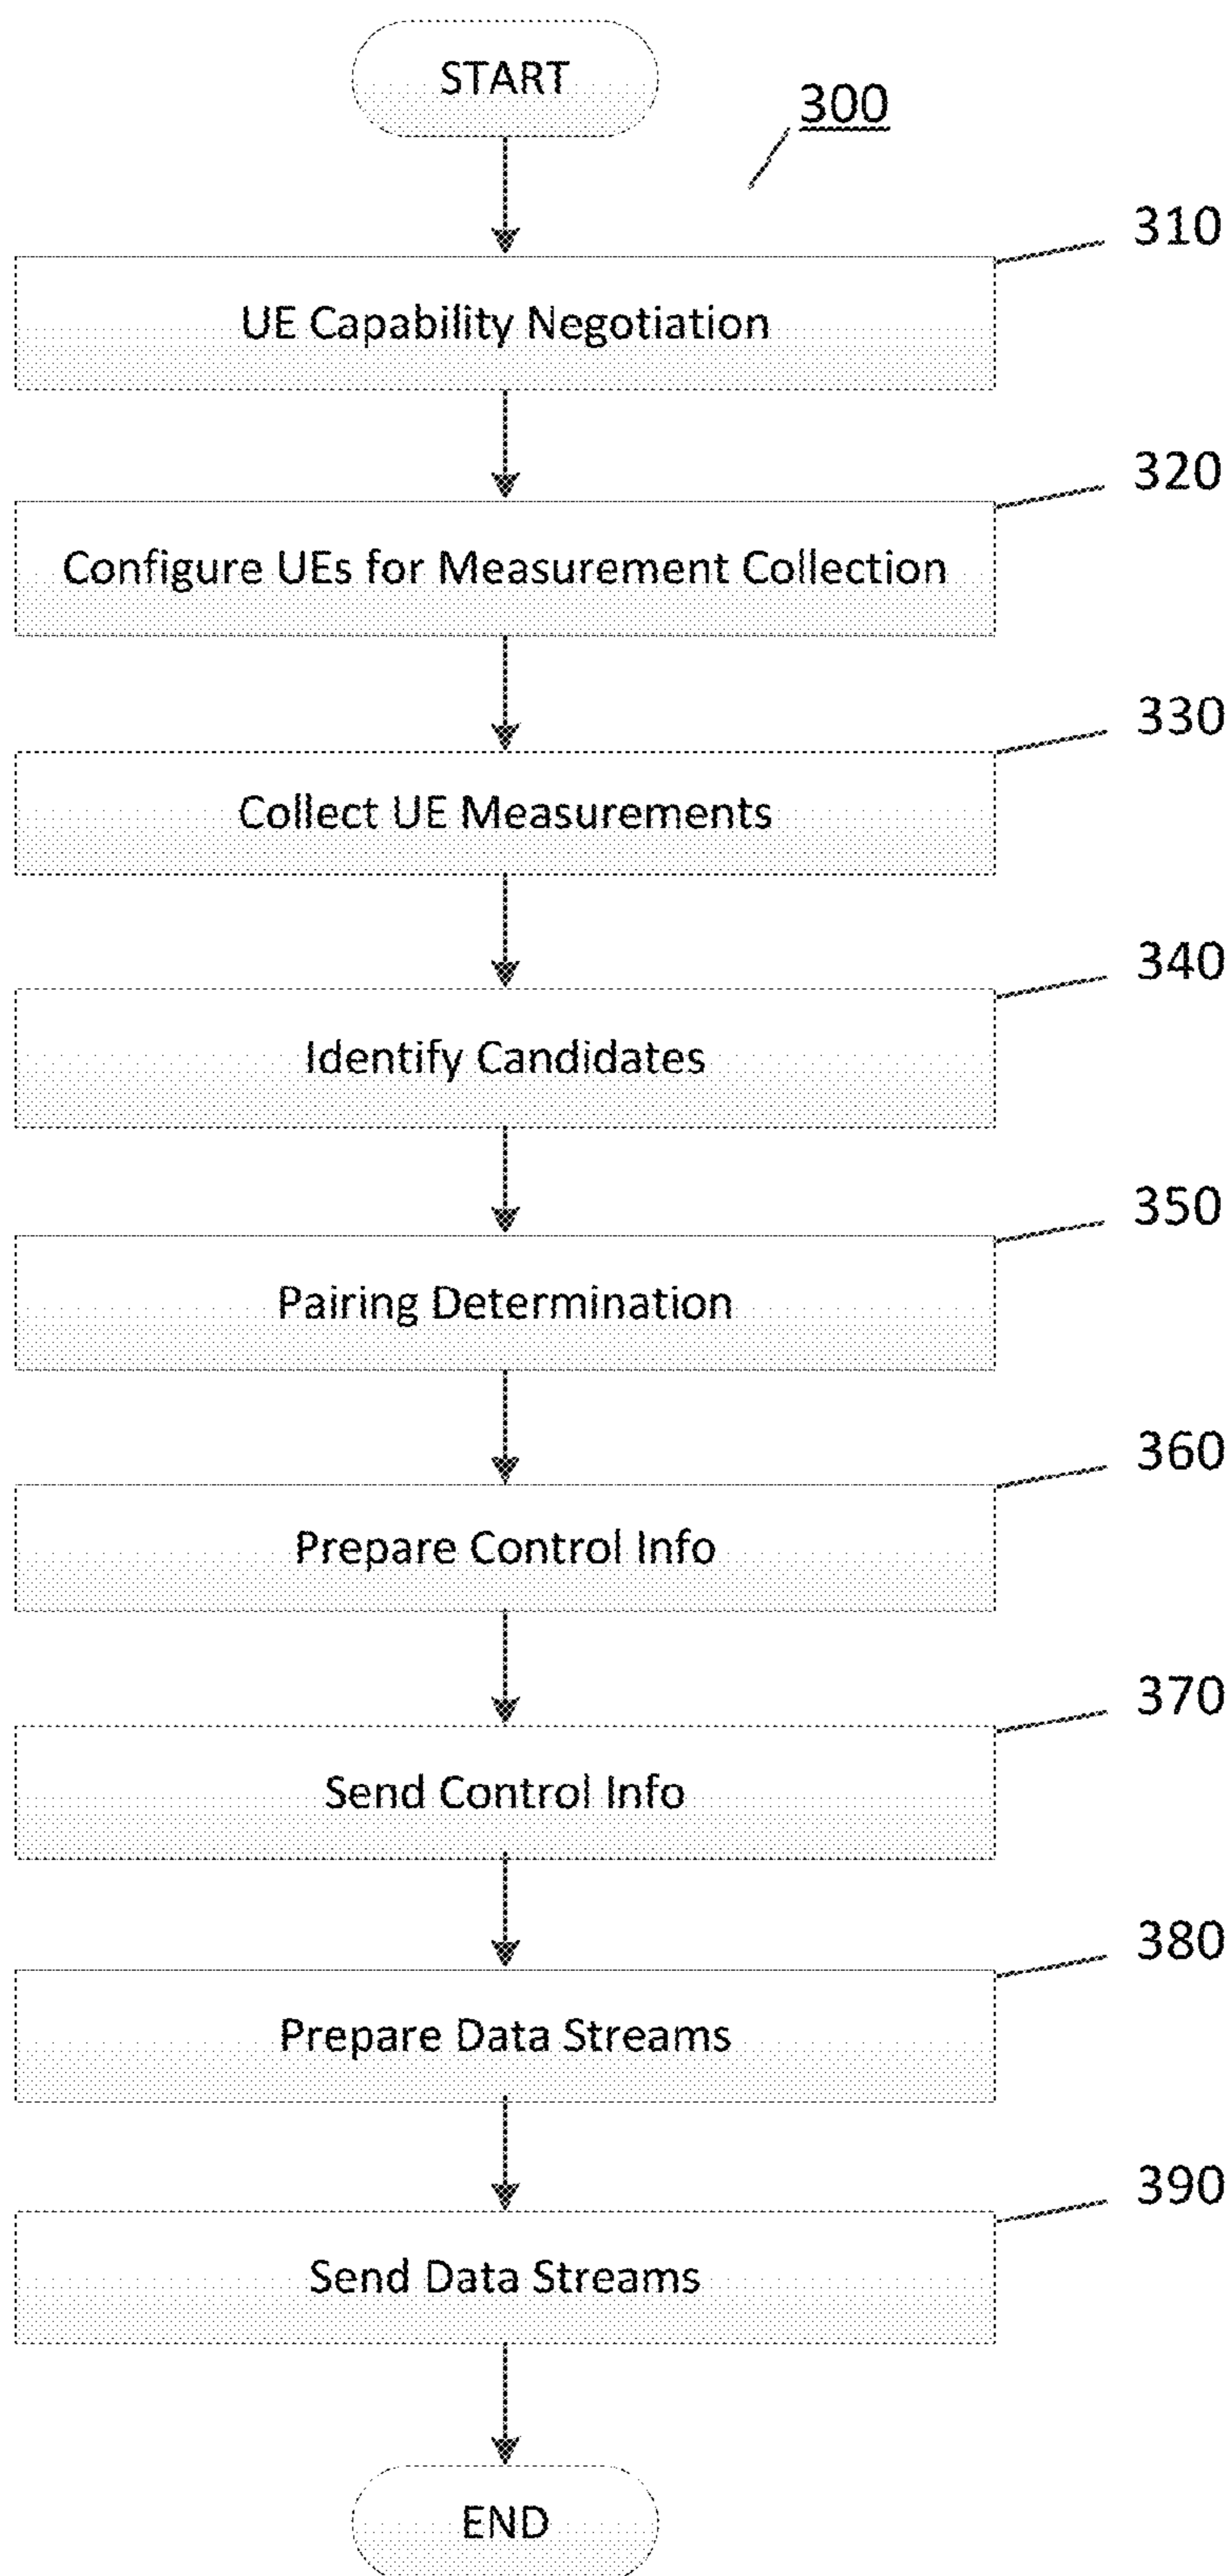 START
300
310
UE Capability Negotiation
320
Configure UEs for Measurement Collection
330
Collect UE Measurements
340
Identify Candidates
350
Pairing Determination
360
Prepare Control Info
370
Send Control Info
380
Prepare Data Streams
390
Send Data Streams
END